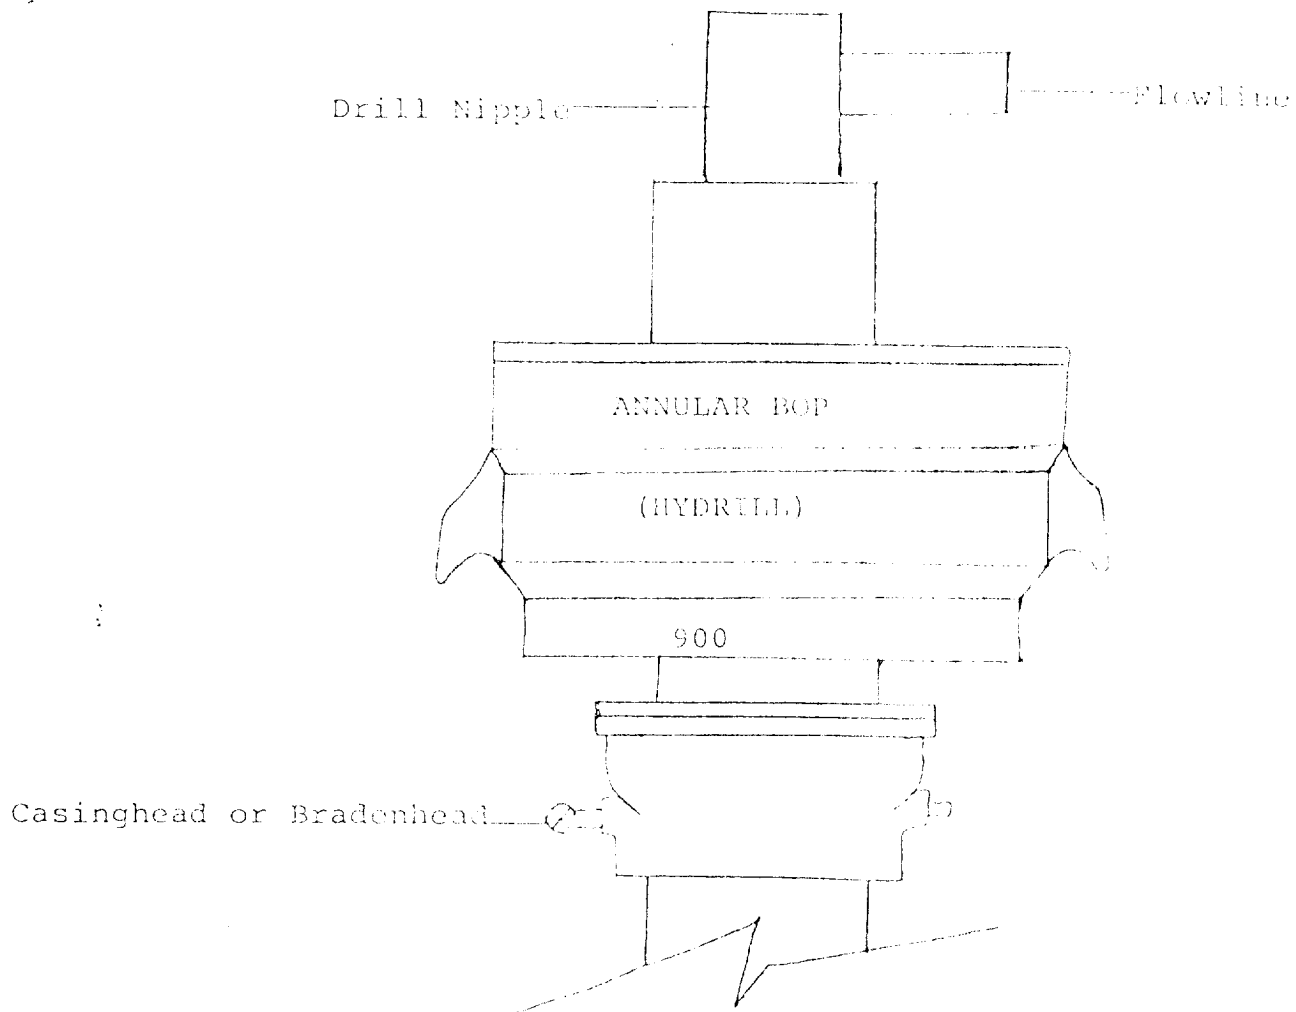 Drill Nipple
Flowline
ANNULAR BOP
(HYDRILL)
900
Casinghead or Bradenhead